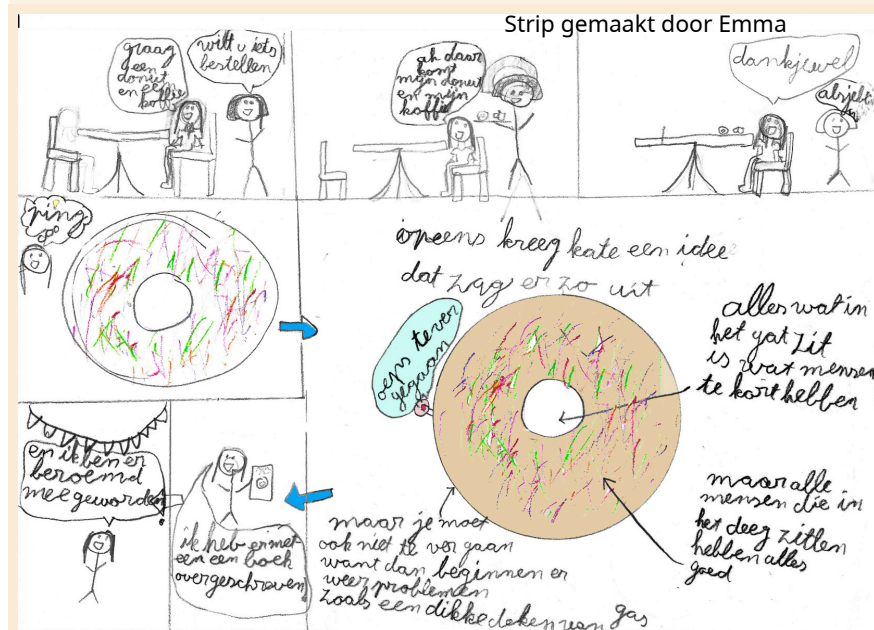 Strip gemaakt door Emma
graag
een
donut
en een
koffie
wilt u iets
bestellen
ah daar
komt
mijn donut
en mijn
koffie
dankjewel
alsjeblie
ping
opeens kreeg kate een idee
dat zag er zo uit
oeps te ver
gegaan
alles wat in
het gat zit
is wat mensen
te kort hebben
maar alle
mensen die in
het deeg zitten
hebben alles
goed
maar je moet
ook niet te ver gaan
want dan beginnen er
weer problemen
zoals een dikke deken van gas
ik heb er met
een een boek
over geschreven
en ik ben er
beroemd
mee geworden